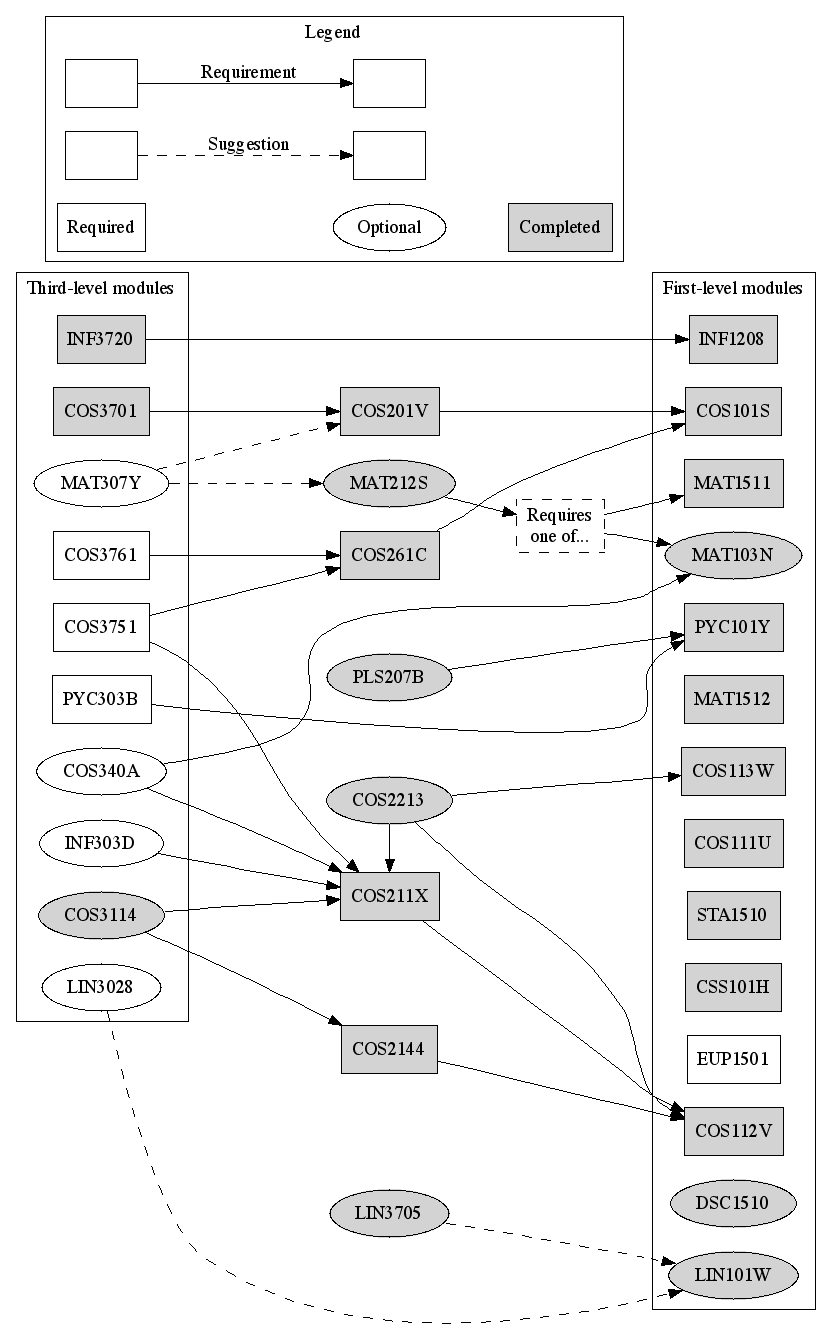 Legend
Requirement
Suggestion
Required
Optional
Completed
Third-level modules
First-level modules
INF3720
INF1208
COS3701
COS201V
COS101S
MAT307Y
MAT212S
MAT1511
Requires
one of...
COS3761
COS261C
MAT103N
COS3751
PYC101Y
PLS207B
PYC303B
MAT1512
COS340A
COS2213
COS113W
INF303D
COS111U
COS211X
COS3114
STA1510
LIN3028
CSS101H
COS2144
EUP1501
COS112V
LIN3705
DSC1510
LIN101W